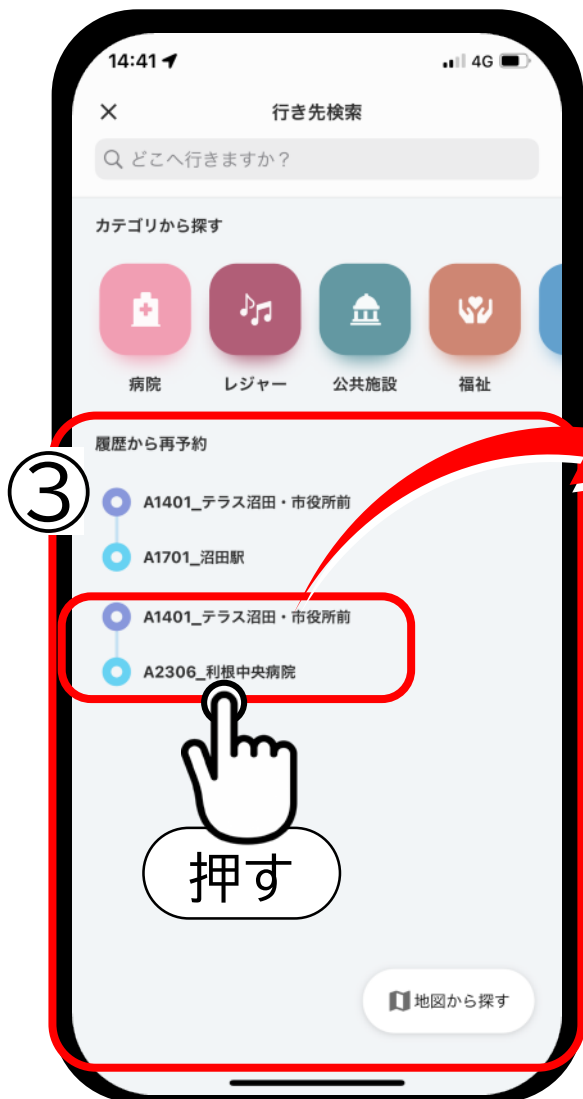 14:41
4G
行き先検索
どこへ行きますか？
カテゴリから探す
病院 レジャー 公共施設 福祉
③
履歴から再予約
A1401_テラス沼田・市役所前
A1701_沼田駅
A1401_テラス沼田・市役所前
A2306_利根中央病院
押す
地図から探す